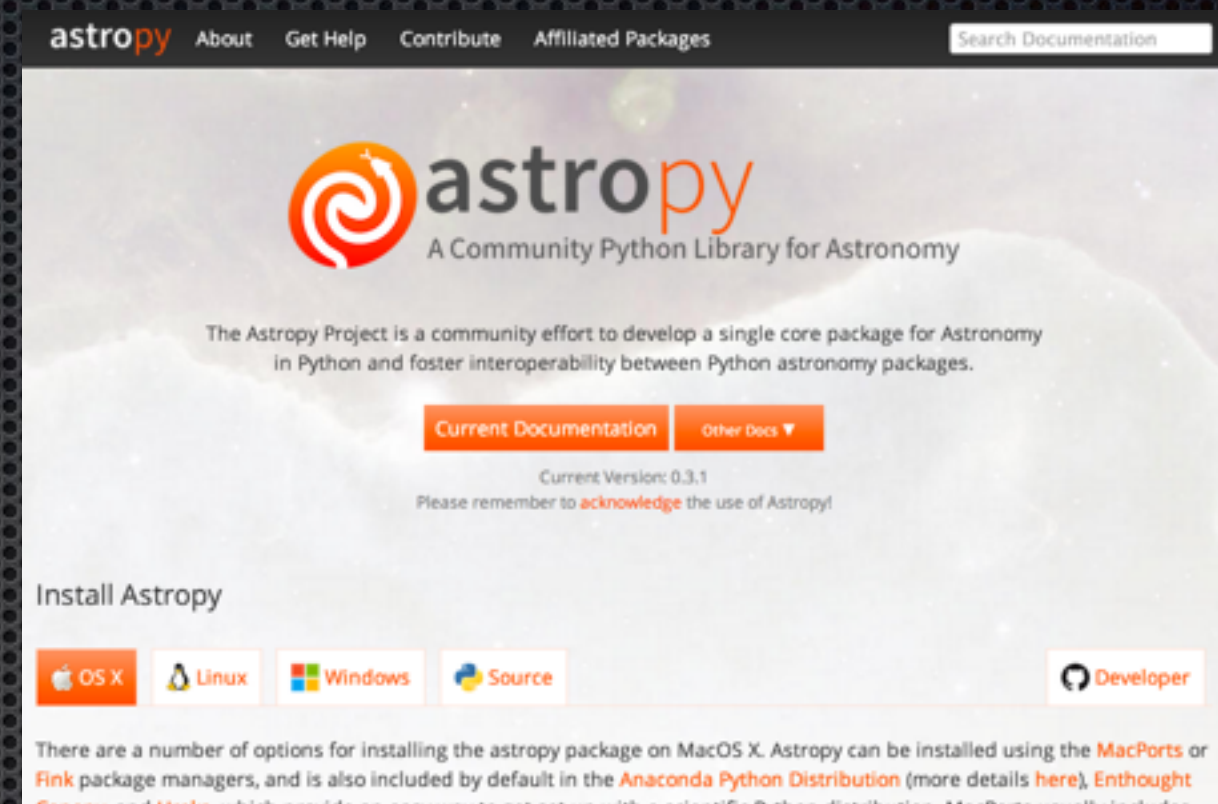 astropy About Get Help Contribute Affiliated Packages Search Documentation
astropy
A Community Python Library for Astronomy
The Astropy Project is a community effort to develop a single core package for Astronomy
in Python and foster interoperability between Python astronomy packages.
Current Documentation Other Docs ▼
Current Version: 0.3.1
Please remember to acknowledge the use of Astropy!
Install Astropy
OS X Linux Windows Source Developer
There are a number of options for installing the astropy package on MacOS X. Astropy can be installed using the MacPorts or
Fink package managers, and is also included by default in the Anaconda Python Distribution (more details here), Enthought